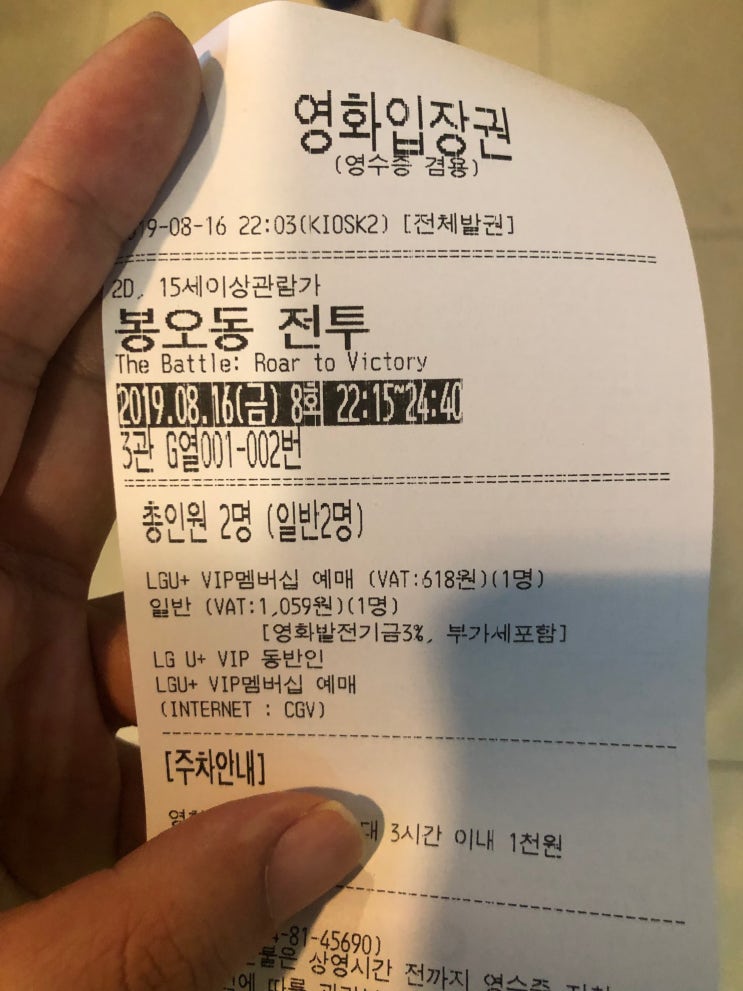 영화입장권
(영수증 겸용)
19-08-16 22:03(KIOSK2) [전체발권]
2D, 15세이상관람가
봉오동 전투
The Battle: Roar to Victory
2019.08.16(금) 8회 22:15~24:40
3관 G열001-002번
총인원 2명 (일반2명)
LGU+ VIP멤버십 예매 (VAT:618원)(1명)
일반 (VAT:1,059원)(1명)
[영화발전기금3%, 부가세포함]
LG U+ VIP 동반인
LGU+ VIP멤버십 예매
(INTERNET : CGV)
[주차안내]
3시간 이내 1천원
-81-45690)
상영시간 전까지 영수증